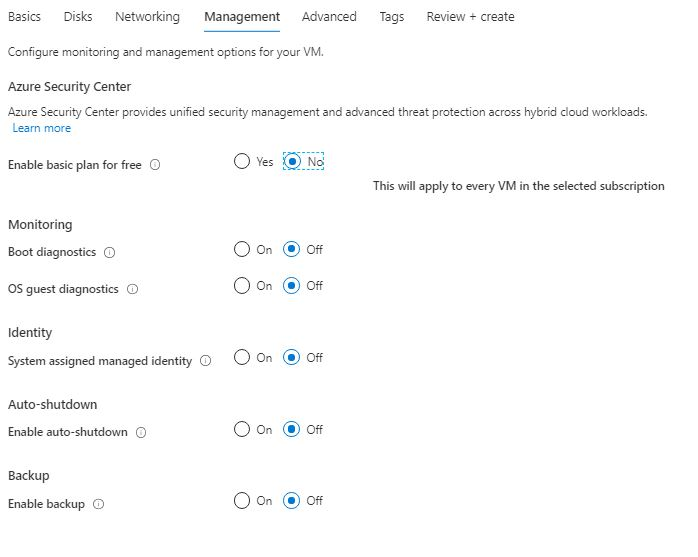 Basics Disks Networking Management Advanced Tags Review + create
Configure monitoring and management options for your VM.
Azure Security Center
Azure Security Center provides unified security management and advanced threat protection across hybrid cloud workloads.
Learn more
Enable basic plan for free Yes No
This will apply to every VM in the selected subscription
Monitoring
Boot diagnostics On Off
OS guest diagnostics On Off
Identity
System assigned managed identity On Off
Auto-shutdown
Enable auto-shutdown On Off
Backup
Enable backup On Off